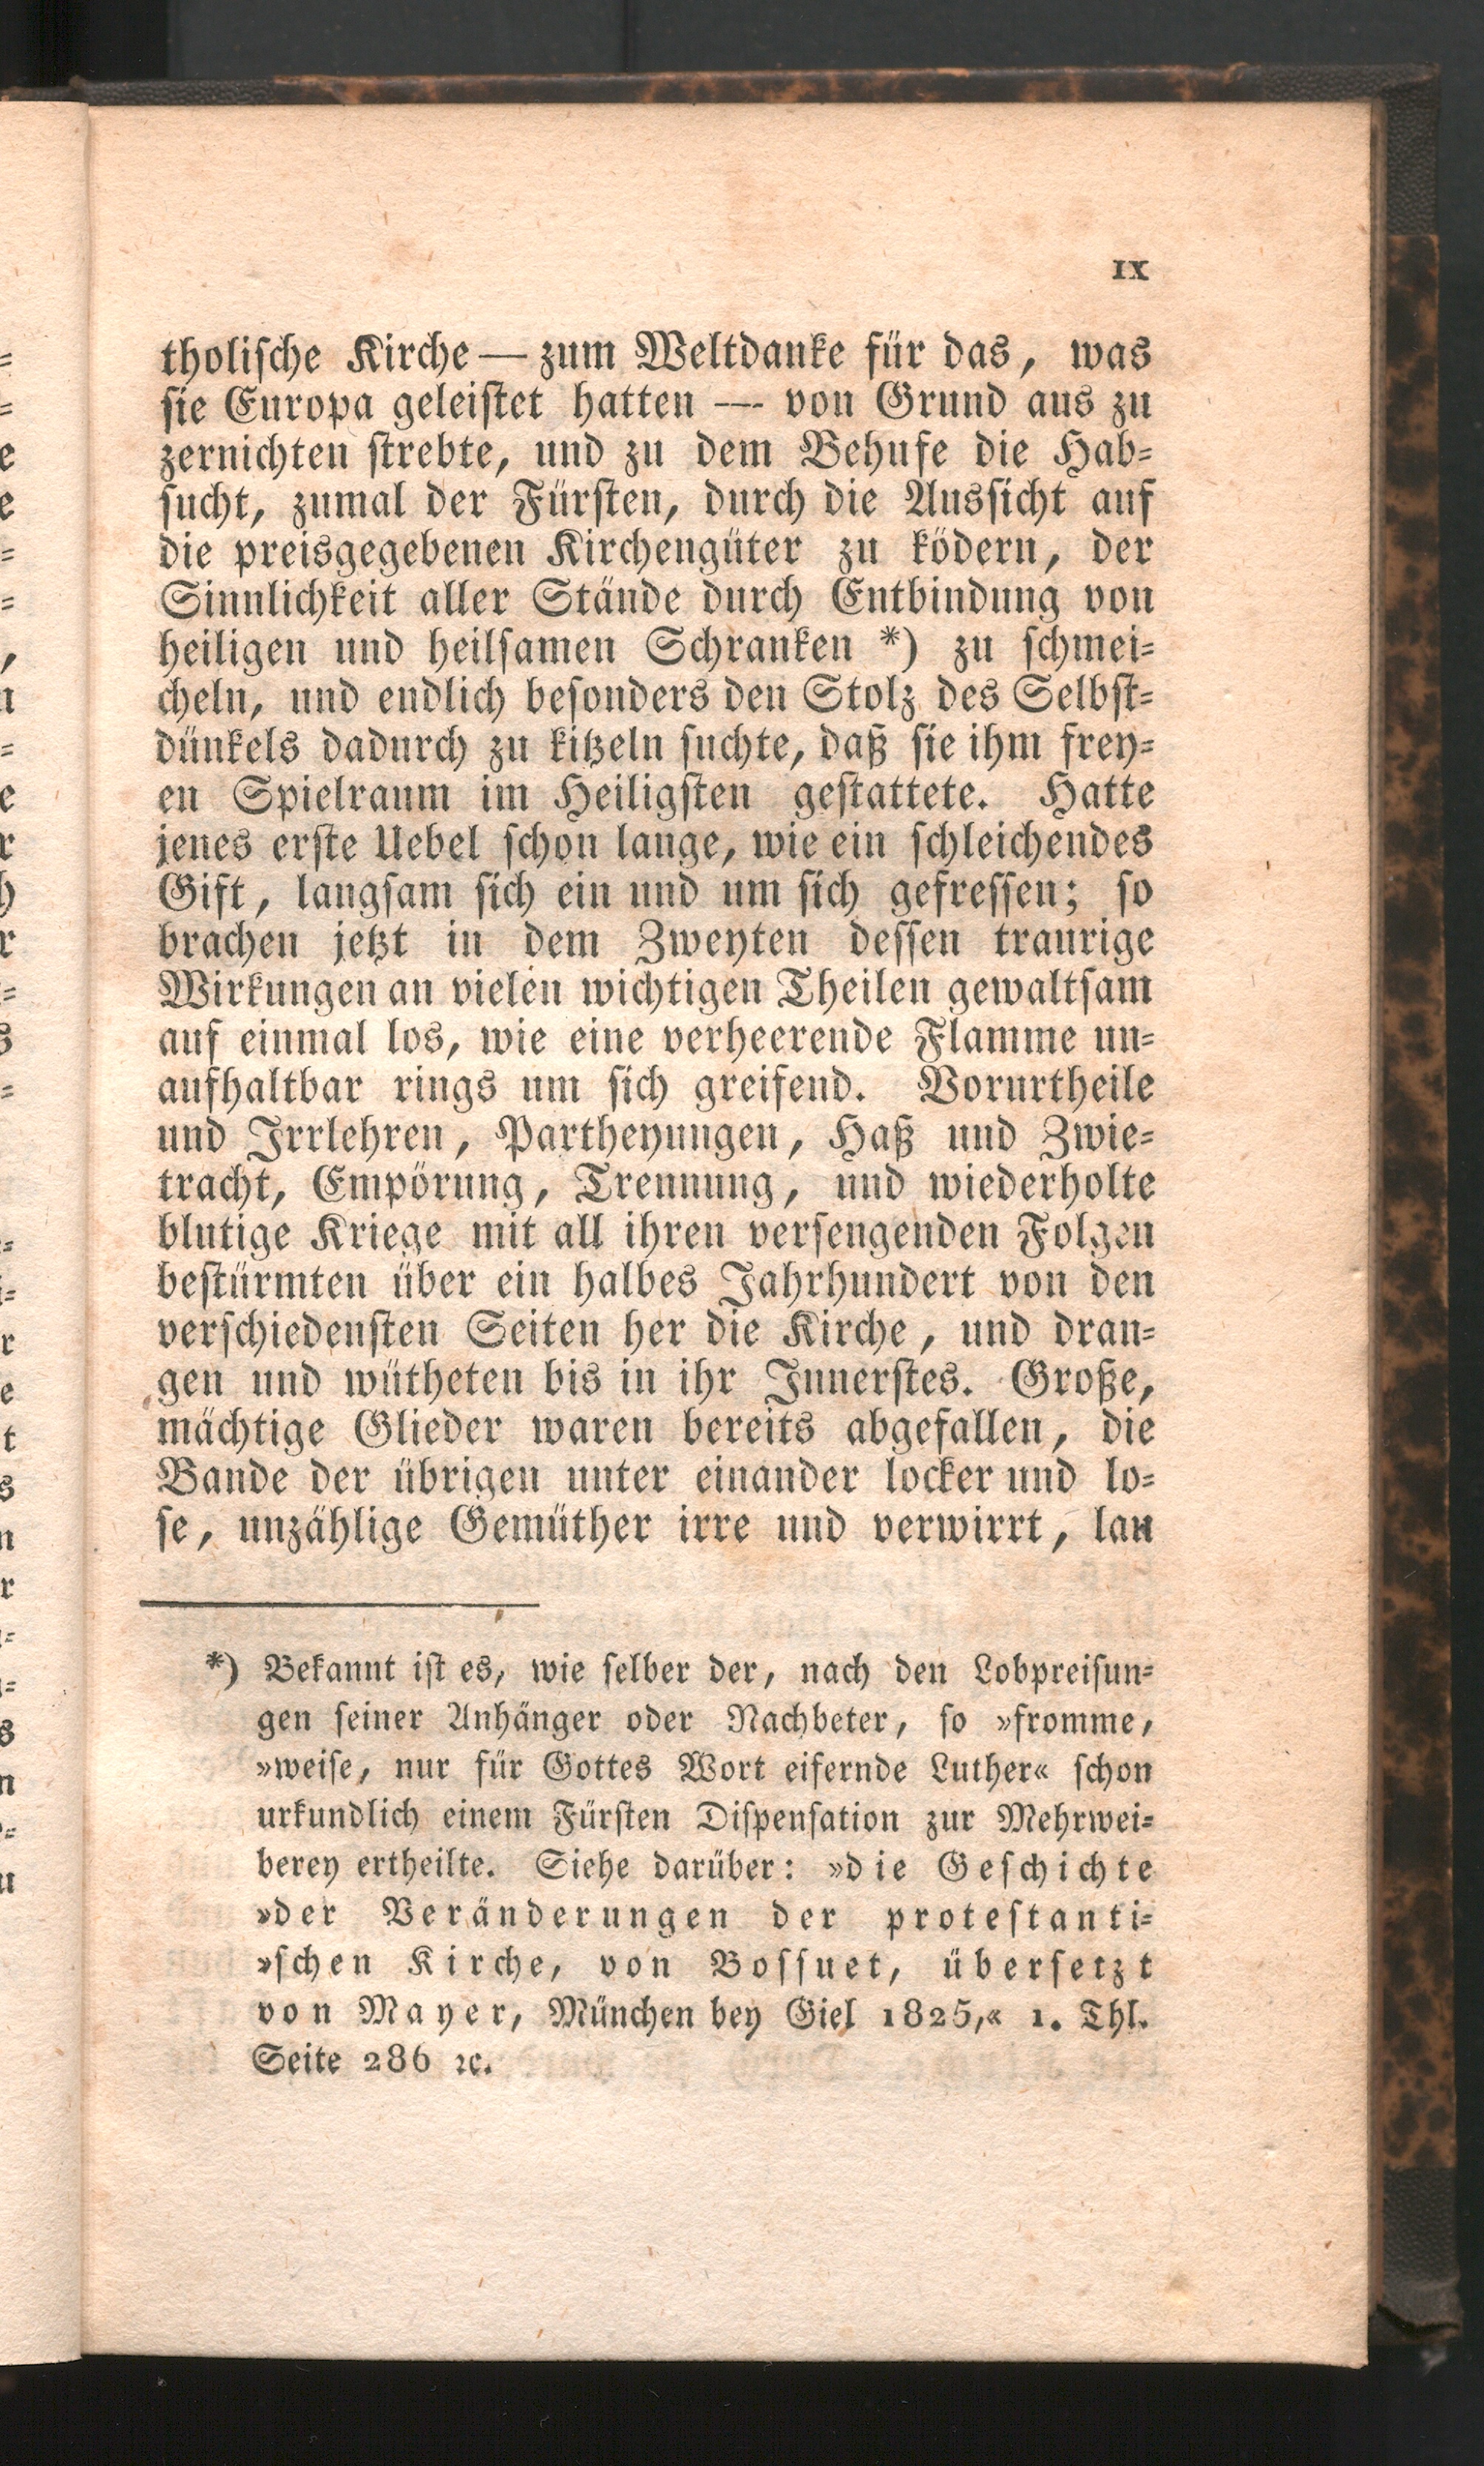 IX
tholische Kirche — zum Weltdanke für das, was
sie Europa geleistet hatten — von Grund aus zu
zernichten strebte, und zu dem Behufe die Hab-
sucht, zumal der Fürsten, durch die Aussicht auf
die preisgegebenen Kirchengüter zu ködern, der
Sinnlichkeit aller Stände durch Entbindung von
heiligen und heilsamen Schranken *) zu schmei-
cheln, und endlich besonders den Stolz des Selbst-
dünkels dadurch zu kitzeln suchte, daß sie ihm frey-
en Spielraum im Heiligsten gestattete. Hatte
jenes erste Uebel schon lange, wie ein schleichendes
Gift, langsam sich ein und um sich gefressen; so
brachen jetzt in dem Zweyten dessen traurige
Wirkungen an vielen wichtigen Theilen gewaltsam
auf einmal los, wie eine verheerende Flamme un-
aufhaltbar rings um sich greifend. Vorurtheile
und Irrlehren, Partheyungen, Haß und Zwie-
tracht, Empörung, Trennung, und wiederholte
blutige Kriege mit all ihren versengenden Folgen
bestürmten über ein halbes Jahrhundert von den
verschiedensten Seiten her die Kirche, und dran-
gen und wütheten bis in ihr Innerstes. Große,
mächtige Glieder waren bereits abgefallen, die
Bande der übrigen unter einander locker und lo-
se, unzählige Gemüther irre und verwirrt, lau
*) Bekannt ist es, wie selber der, nach den Lobpreisun-
gen seiner Anhänger oder Nachbeter, so »fromme,
»weise, nur für Gottes Wort eifernde Luther« schon
urkundlich einem Fürsten Dispensation zur Mehrwei-
berey ertheilte. Siehe darüber: »die Geschichte
»der Veränderungen der protestanti-
»schen Kirche, von Bossuet, übersetzt
von Mayer, München bey Giel 1825,« 1. Thl.
Seite 286 ꝛc.